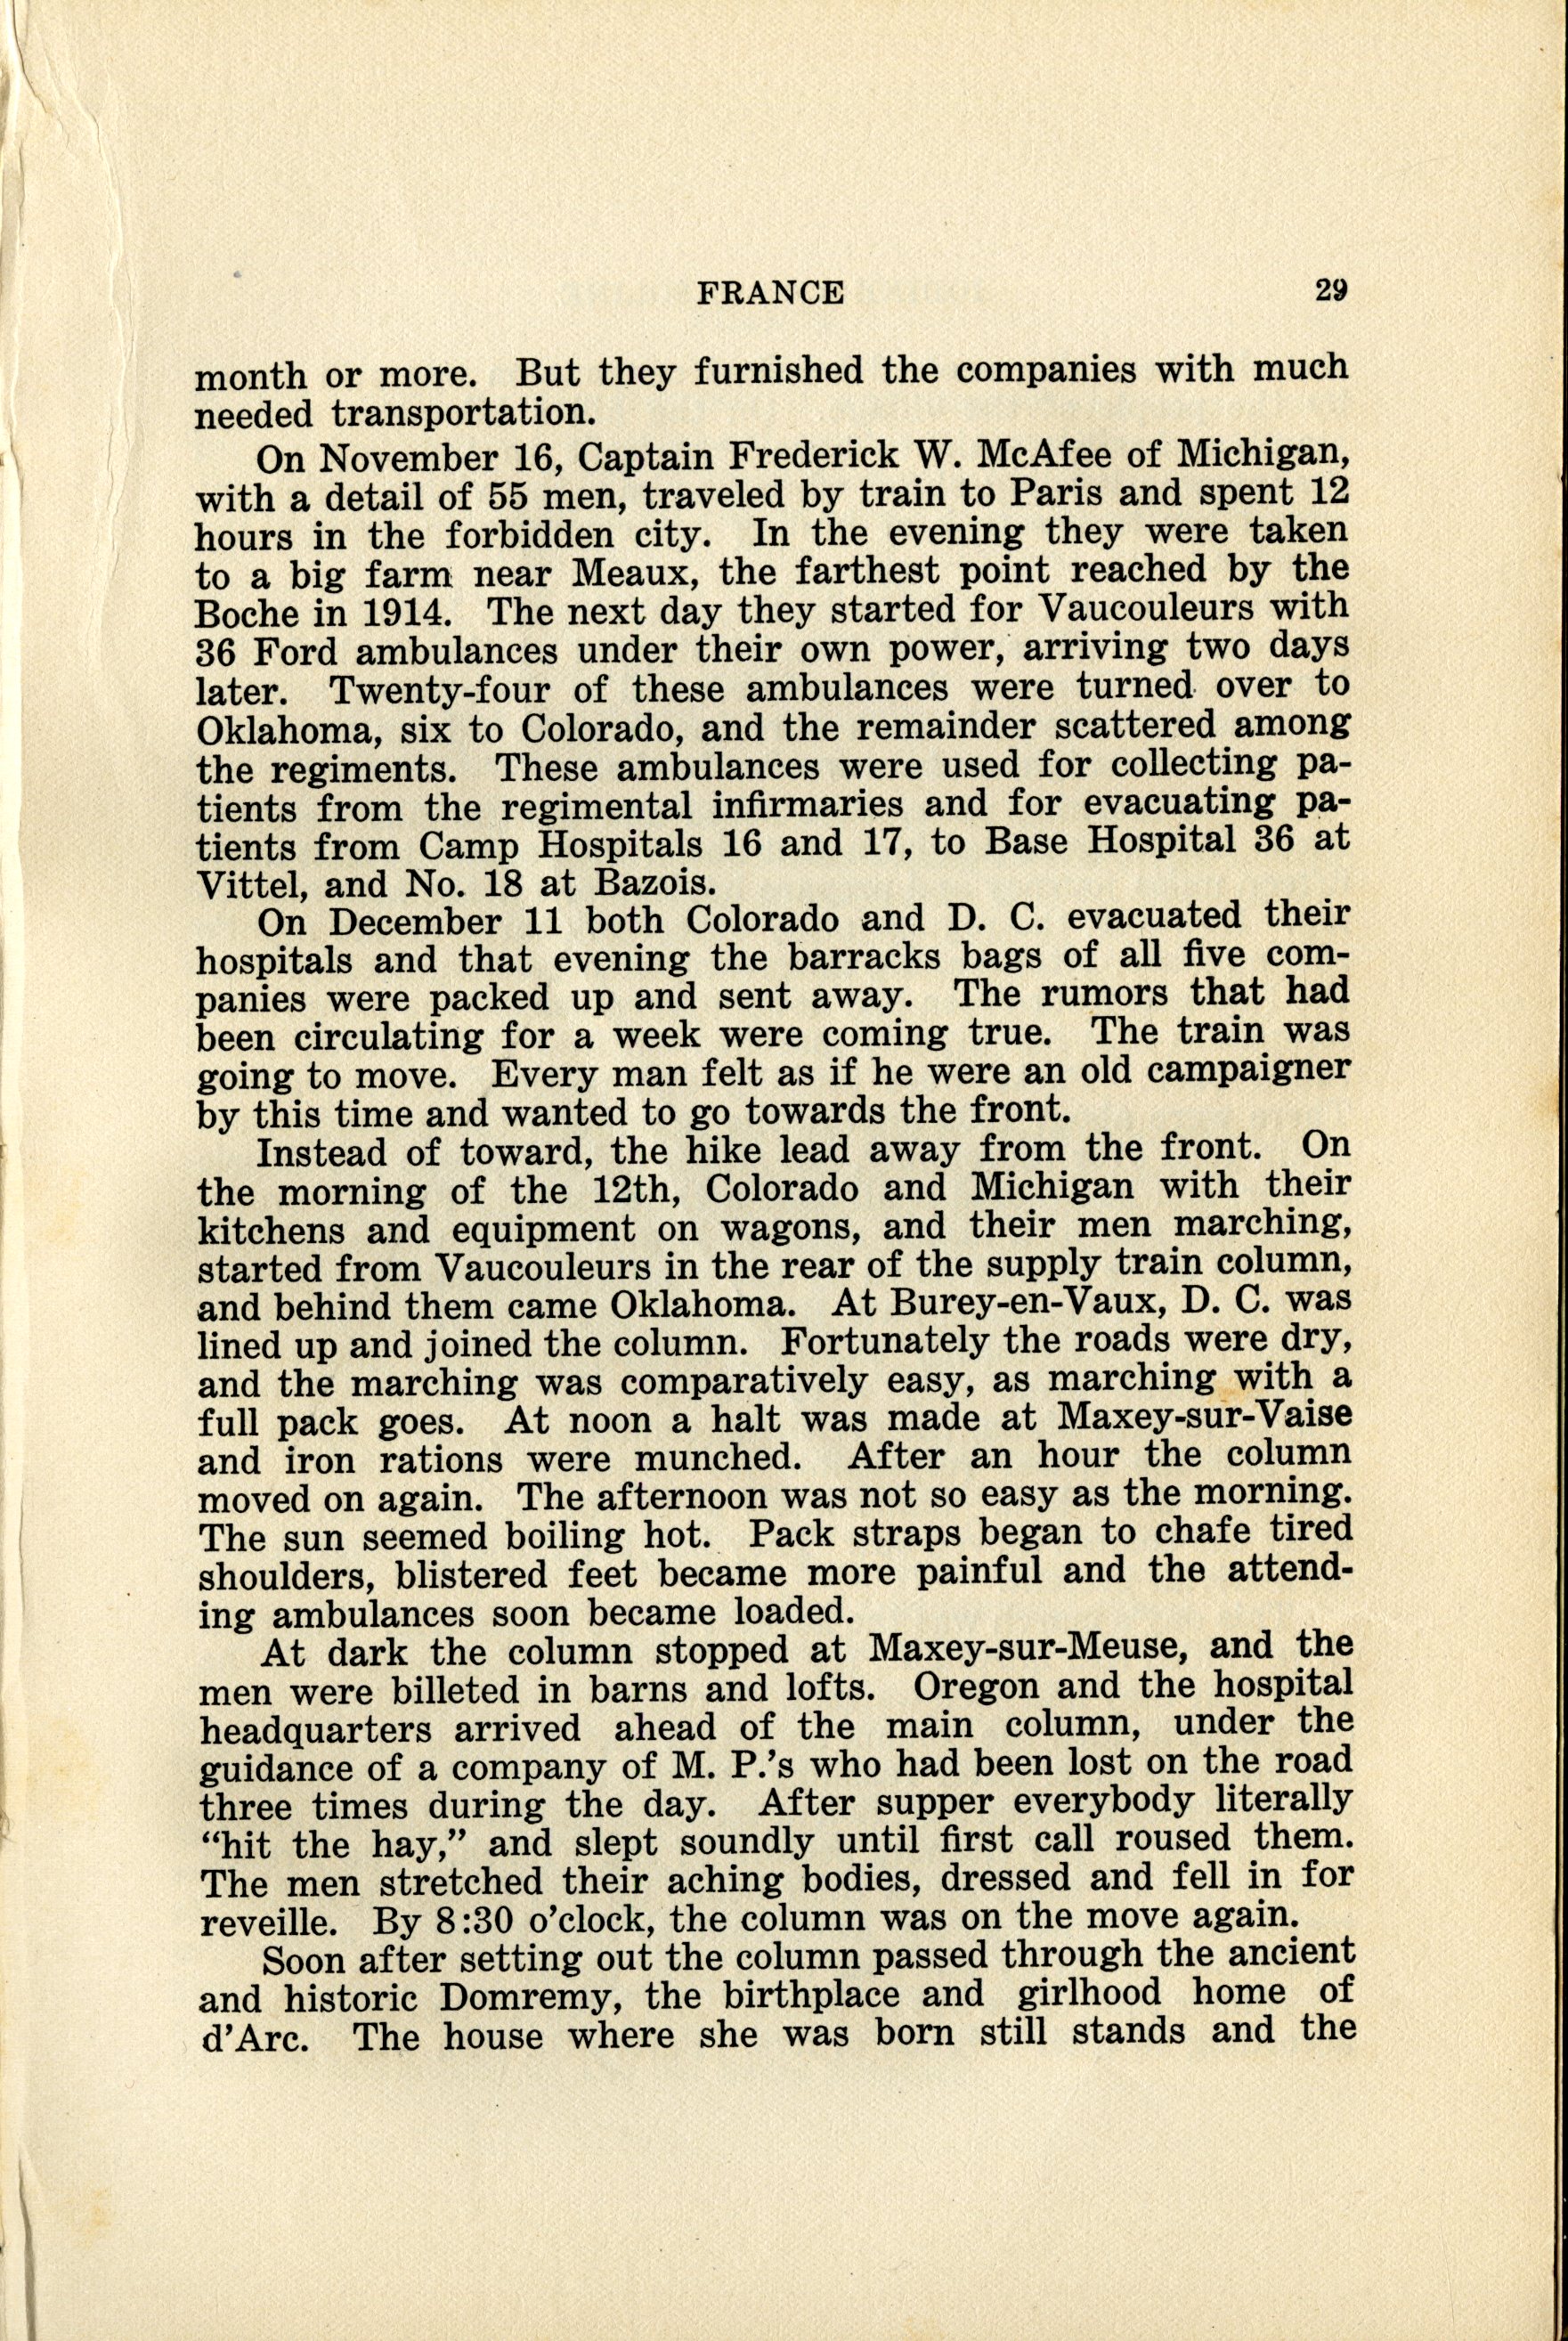 FRANCE 29
month or more. But they furnished the companies with much
needed transportation.
On November 16, Captain Frederick W. McAfee of Michigan,
with a detail of 55 men, traveled by train to Paris and spent 12
hours in the forbidden city. In the evening they were taken
to a big farm near Meaux, the farthest point reached by the
Boche in 1914. The next day they started for Vaucouleurs with
36 Ford ambulances under their own power, arriving two days
later. Twenty-four of these ambulances were turned over to
Oklahoma, six to Colorado, and the remainder scattered among
the regiments. These ambulances were used for collecting pa-
tients from the regimental infirmaries and for evacuating pa-
tients from Camp Hospitals 16 and 17, to Base Hospital 36 at
Vittel, and No. 18 at Bazois.
On December 11 both Colorado and D. C. evacuated their
hospitals and that evening the barracks bags of all five com-
panies were packed up and sent away. The rumors that had
been circulating for a week were coming true. The train was
going to move. Every man felt as if he were an old campaigner
by this time and wanted to go towards the front.
Instead of toward, the hike lead away from the front. On
the morning of the 12th, Colorado and Michigan with their
kitchens and equipment on wagons, and their men marching,
started from Vaucouleurs in the rear of the supply train column,
and behind them came Oklahoma. At Burey-en-Vaux, D. C. was
lined up and joined the column. Fortunately the roads were dry,
and the marching was comparatively easy, as marching with a
full pack goes. At noon a halt was made at Maxey-sur-Vaise
and iron rations were munched. After an hour the column
moved on again. The afternoon was not so easy as the morning.
The sun seemed boiling hot. Pack straps began to chafe tired
shoulders, blistered feet became more painful and the attend-
ing ambulances soon became loaded.
At dark the column stopped at Maxey-sur-Meuse, and the
men were billeted in barns and lofts. Oregon and the hospital
headquarters arrived ahead of the main column, under the
guidance of a company of M. P.'s who had been lost on the road
three times during the day. After supper everybody literally
“hit the hay,” and slept soundly until first call roused them.
The men stretched their aching bodies, dressed and fell in for
reveille. By 8:30 o'clock, the column was on the move again.
Soon after setting out the column passed through the ancient
and historic Domremy, the birthplace and girlhood home of
d'Arc. The house where she was born still stands and the